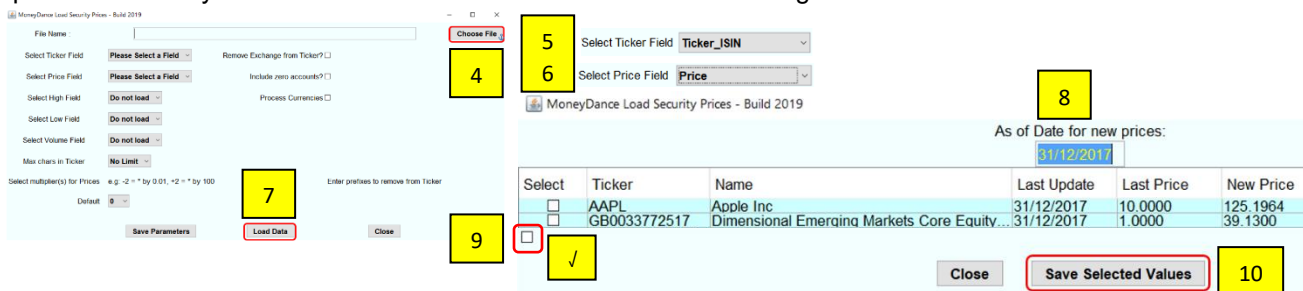 MoneyDance Load Security Prices - Build 2019
File Name :
Choose File
Select Ticker Field Please Select a Field Remove Exchange from Ticker?
4
Select Price Field Please Select a Field Include zero accounts?
Select High Field Do not load Process Currencies
Select Low Field Do not load
Select Volume Field Do not load
Max chars in Ticker No Limit
Select multiplier(s) for Prices e.g: -2 = * by 0.01, +2 = * by 100 Enter prefixes to remove from Ticker
7
Default 0
Save Parameters Load Data Close
5 Select Ticker Field Ticker_ISIN
6 Select Price Field Price
MoneyDance Load Security Prices - Build 2019
8
As of Date for new prices:
31/12/2017
Select Ticker Name Last Update Last Price New Price
AAPL Apple Inc 31/12/2017 10.0000 125.1964
GB0033772517 Dimensional Emerging Markets Core Equity... 31/12/2017 1.0000 39.1300
9
√
Close Save Selected Values 10